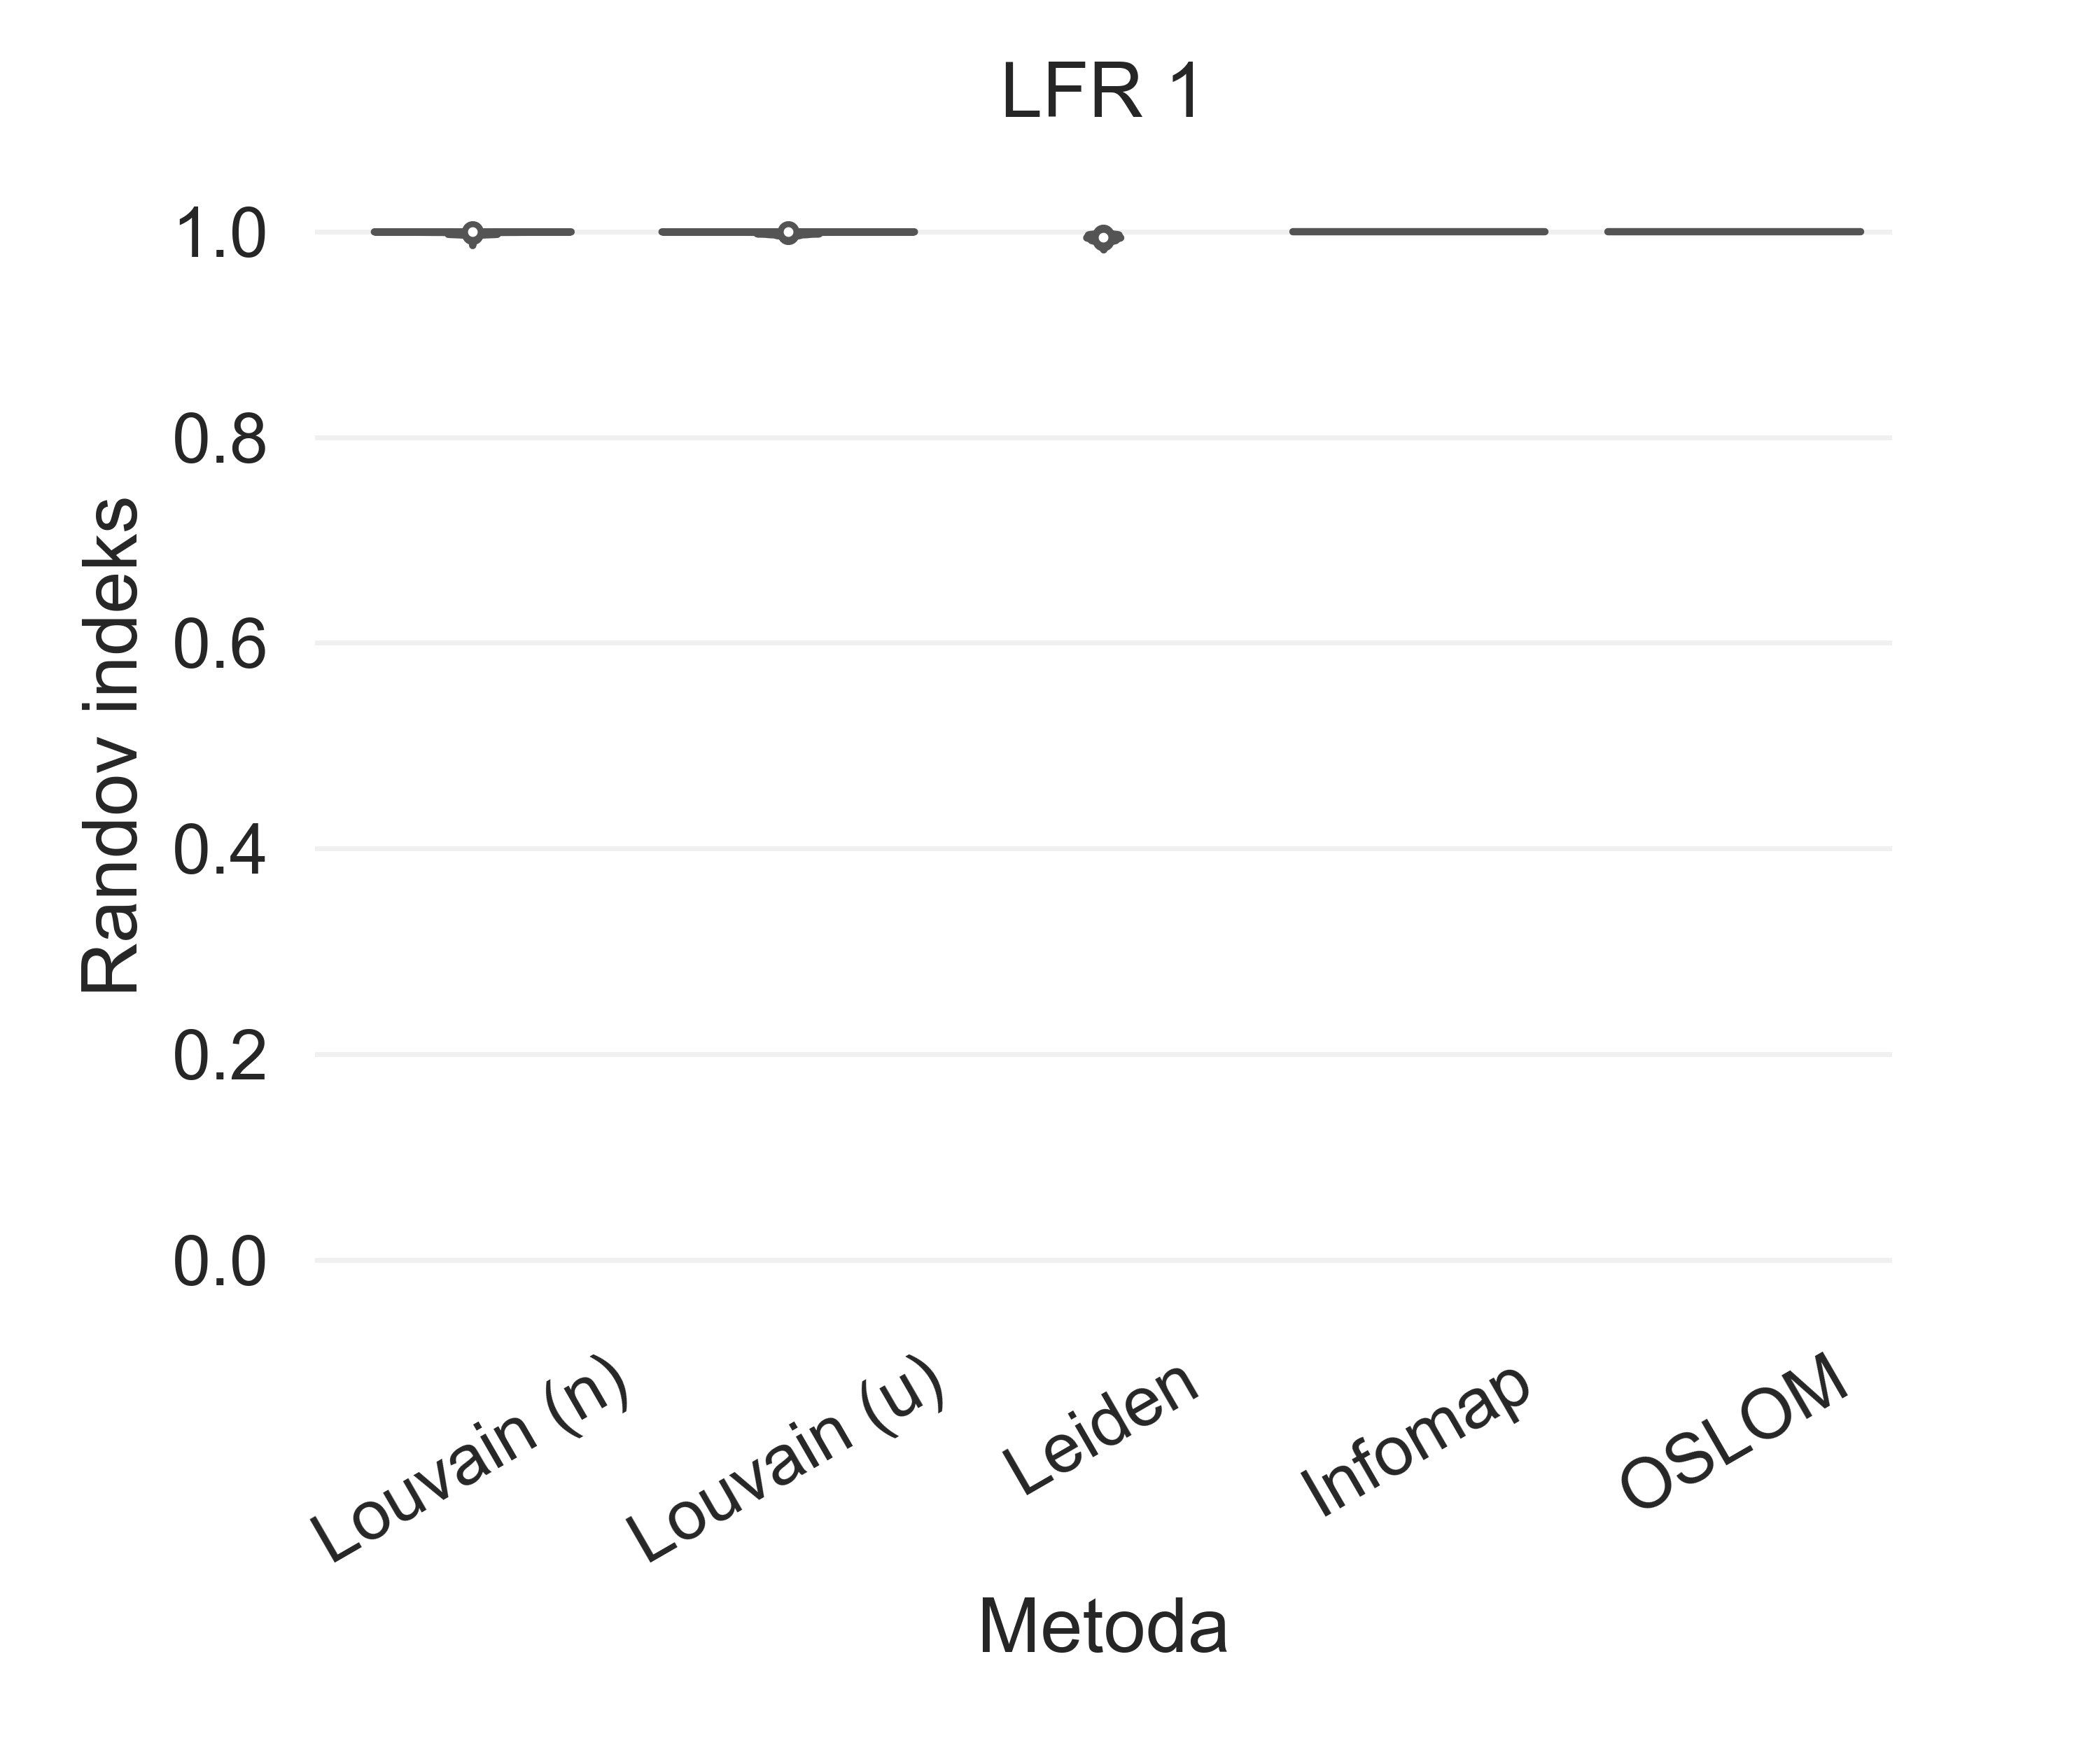 LFR 1
1.0
0.8
0.6
0.4
0.2
0.0
Randov indeks
Louvain (n)
Louvain (u)
Leiden
Infomap
OSLOM
Metoda